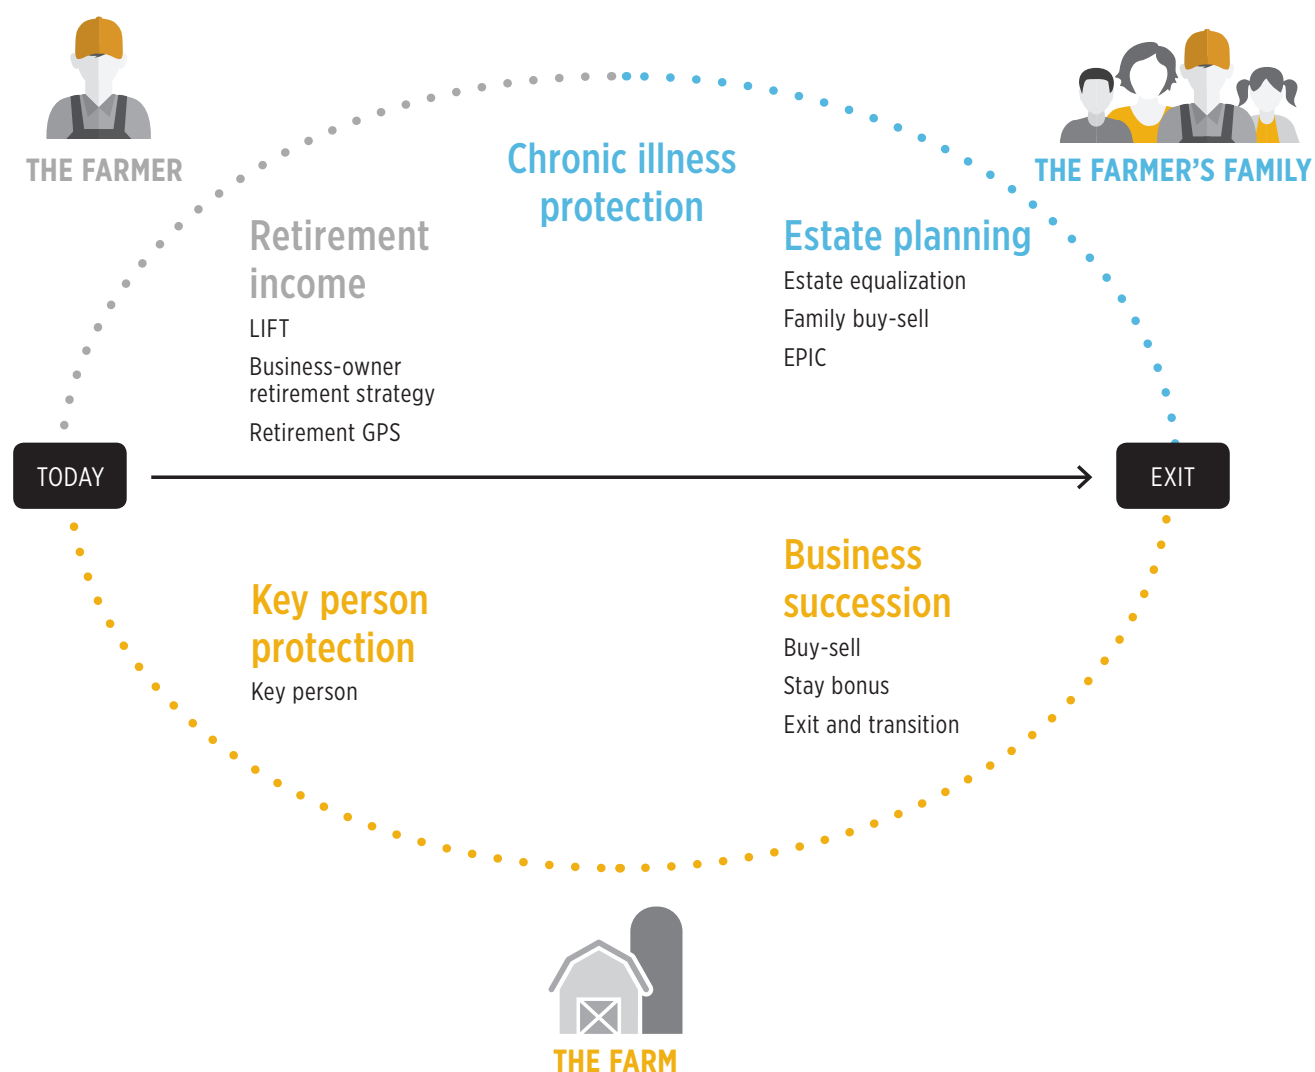 THE FARMER
THE FARMER’S FAMILY
Chronic illness
protection
Retirement
income
LIFT
Business-owner
retirement strategy
Retirement GPS
Estate planning
Estate equalization
Family buy-sell
EPIC
TODAY
EXIT
Key person
protection
Key person
Business
succession
Buy-sell
Stay bonus
Exit and transition
THE FARM